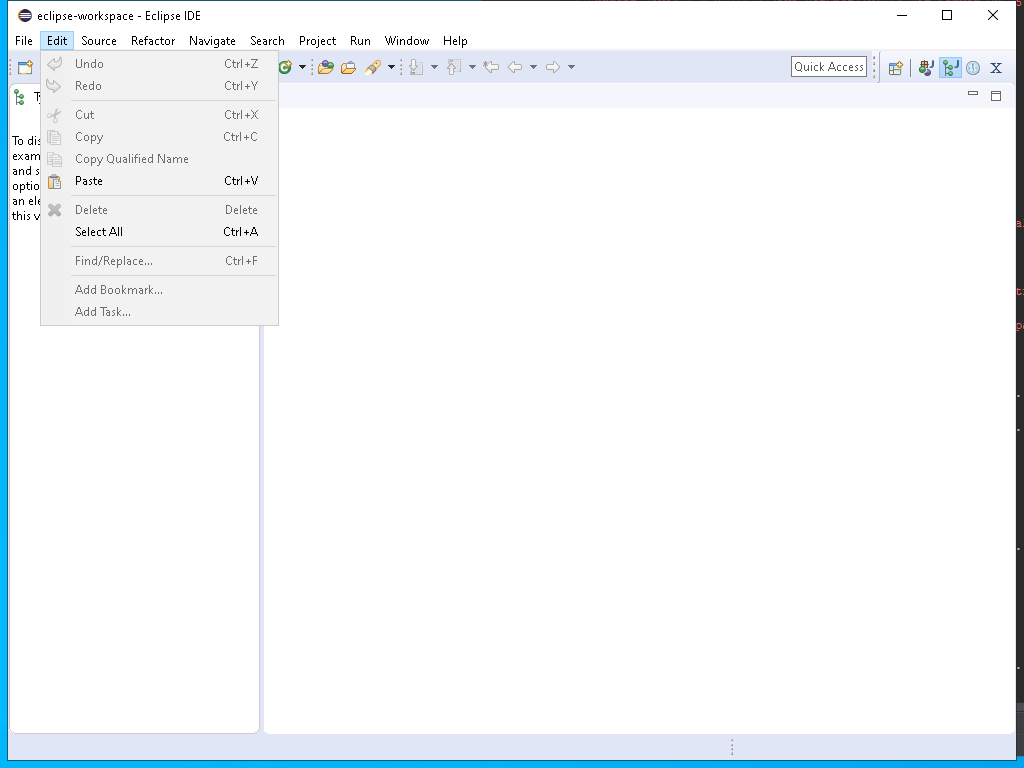 eclipse-workspace - Eclipse IDE
File Edit Source Refactor Navigate Search Project Run Window Help
Quick Access
Undo Ctrl+Z
Redo Ctrl+Y
Cut Ctrl+X
Copy Ctrl+C
Copy Qualified Name
Paste Ctrl+V
Delete Delete
Select All Ctrl+A
Find/Replace... Ctrl+F
Add Bookmark...
Add Task...
To dis
exam
and s
optio
an ele
this v